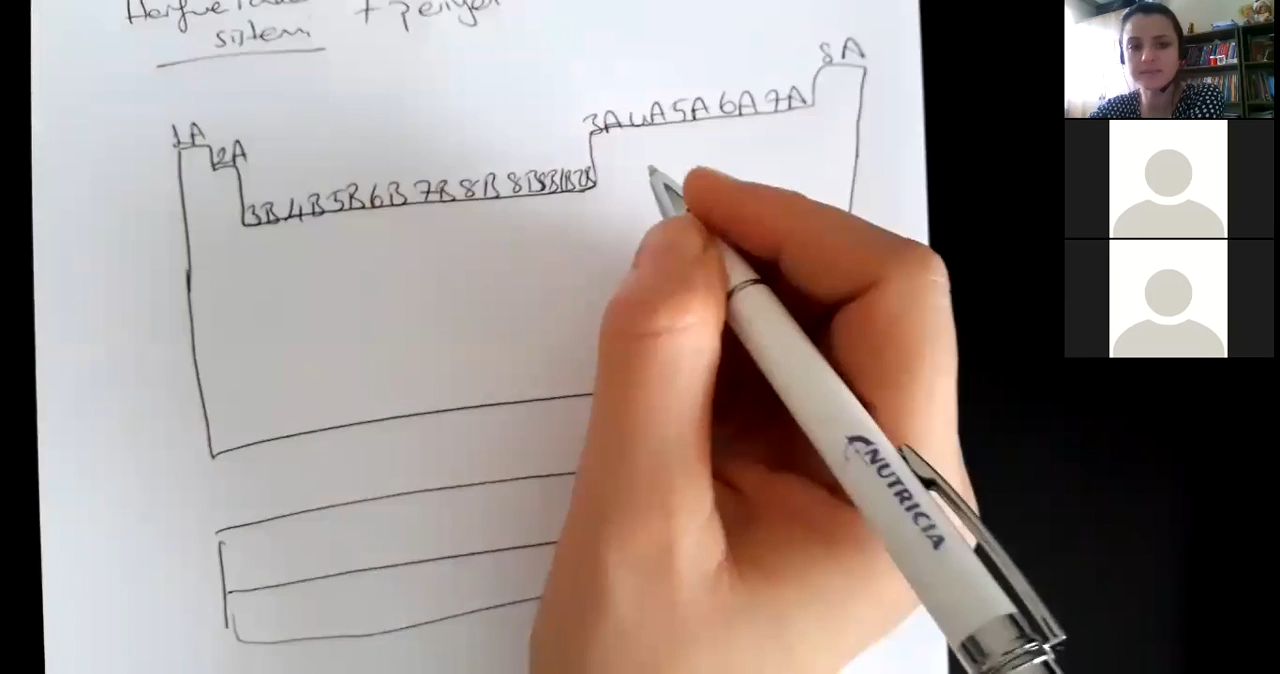 sistem
8A
3A 4A 5A 6A 7A
1A
2A
3B 4B 5B 6B 7B 8B 8B 8B 1B 2B
NUTRICIA